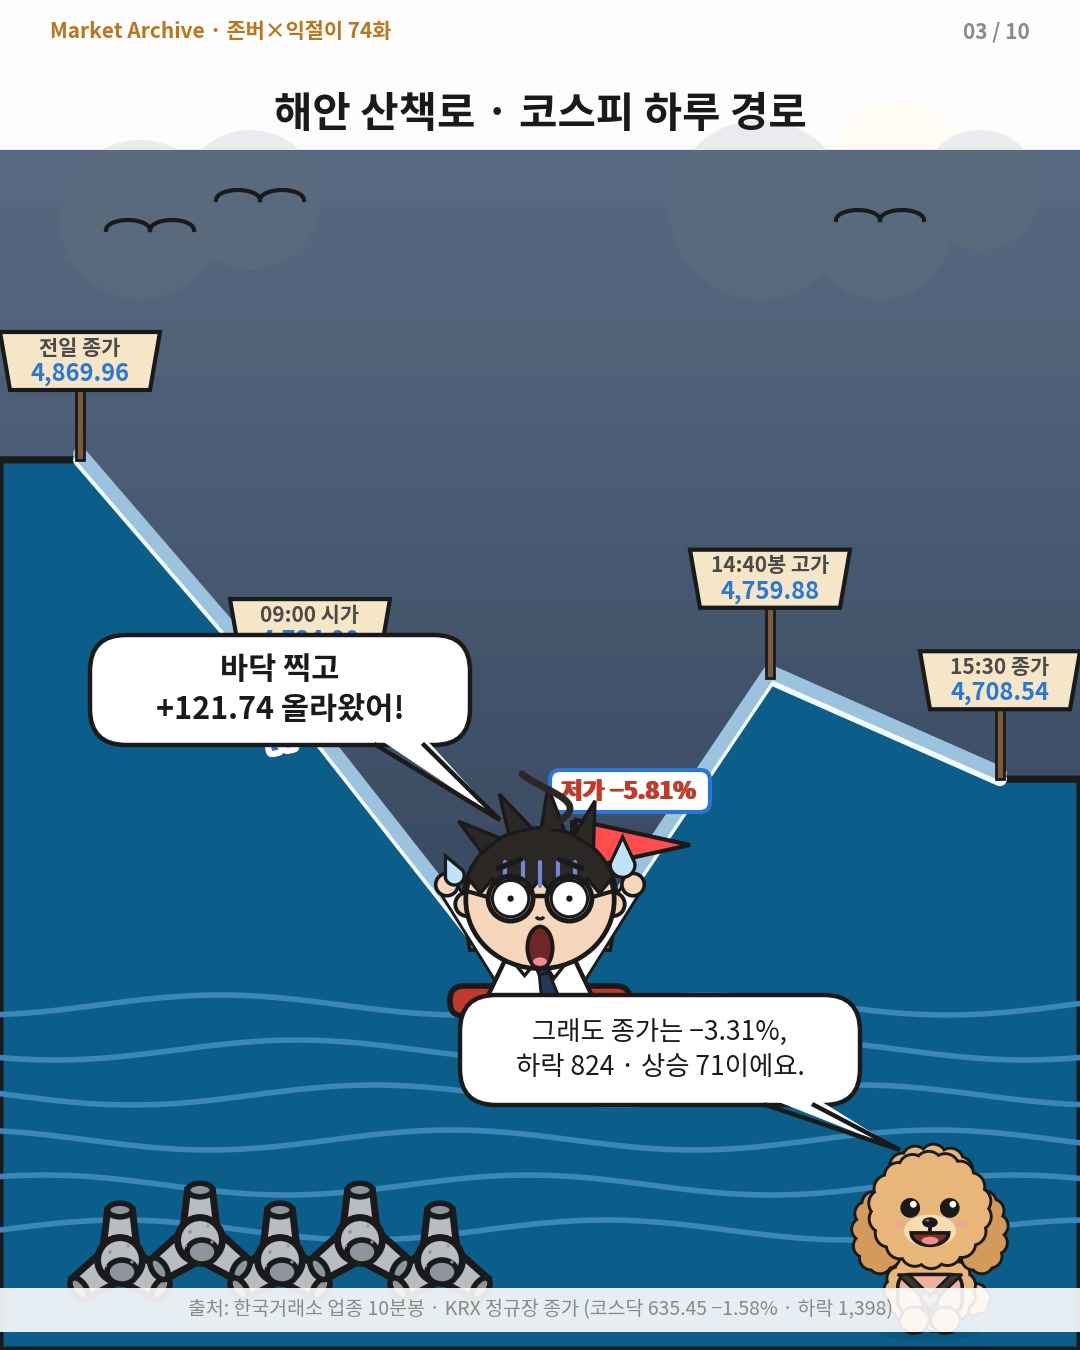 Market Archive · 존버×익절이 74화
03 / 10
해안 산책로 · 코스피 하루 경로
전일 종가
4,869.96
09:00 시가
바닥 찍고
+121.74 올라왔어!
14:40봉 고가
4,759.88
15:30 종가
4,708.54
저가 −5.81%
그래도 종가는 −3.31%,
하락 824 · 상승 71이에요.
출처: 한국거래소 업종 10분봉 · KRX 정규장 종가 (코스닥 635.45 −1.58% · 하락 1,398)